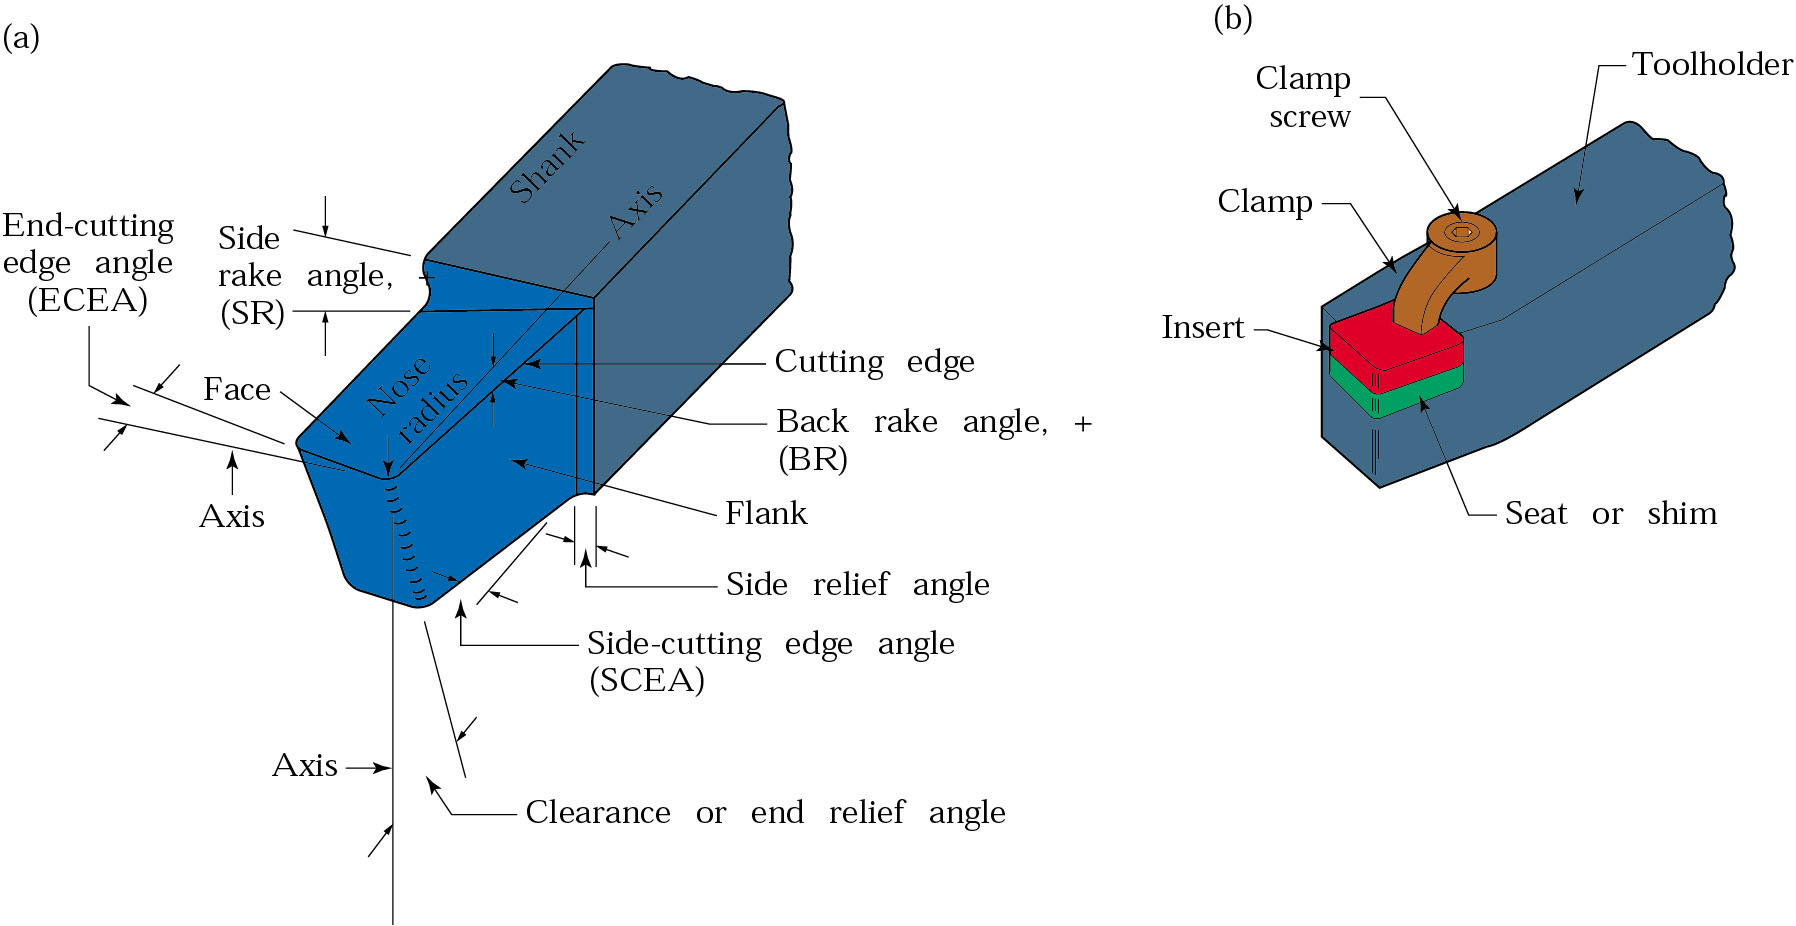 (a)
Shank
Axis
End-cutting
edge angle
(ECEA)
Side
rake angle, +
(SR)
Face
Nose
radius
Axis
Cutting edge
Back rake angle, +
(BR)
Flank
Side relief angle
Side-cutting edge angle
(SCEA)
Axis
Clearance or end relief angle
(b)
Clamp
screw
Toolholder
Clamp
Insert
Seat or shim